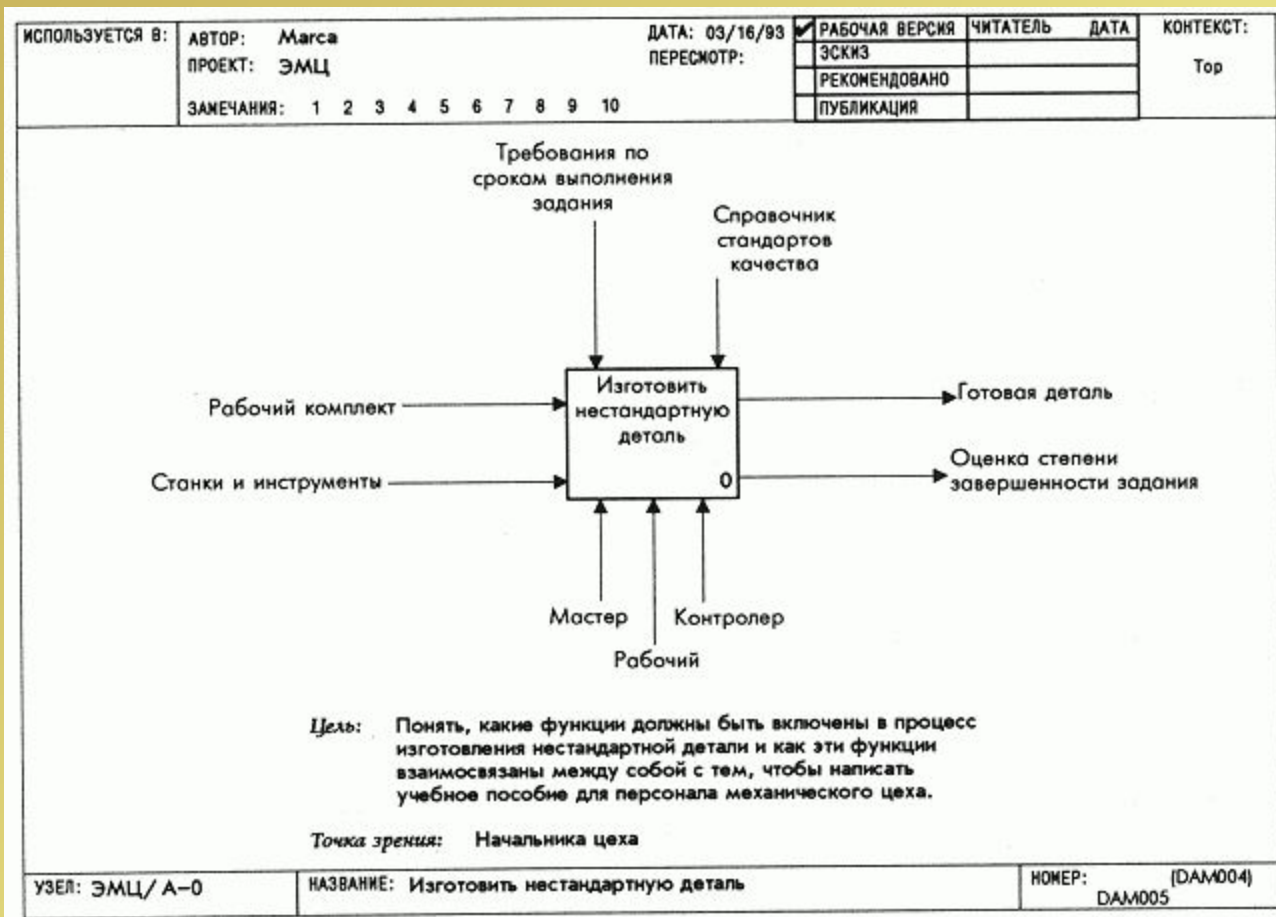 ИСПОЛЬЗУЕТСЯ В:
АВТОР: Marca
ДАТА: 03/16/93
ПРОЕКТ: ЭМЦ
ПЕРЕСМОТР:
ЗАМЕЧАНИЯ: 1 2 3 4 5 6 7 8 9 10
✓ РАБОЧАЯ ВЕРСИЯ
ЭСКИЗ
РЕКОМЕНДОВАНО
ПУБЛИКАЦИЯ
ЧИТАТЕЛЬ ДАТА
КОНТЕКСТ:
Top
Требования по
срокам выполнения
задания
Справочник
стандартов
качества
Рабочий комплект
Станки и инструменты
Изготовить
нестандартную
деталь
0
Готовая деталь
Оценка степени
завершенности задания
Мастер
Контролер
Рабочий
Цель: Понять, какие функции должны быть включены в процесс
изготовления нестандартной детали и как эти функции
взаимосвязаны между собой с тем, чтобы написать
учебное пособие для персонала механического цеха.
Точка зрения: Начальника цеха
УЗЕЛ: ЭМЦ/А-0
НАЗВАНИЕ: Изготовить нестандартную деталь
НОМЕР: (DAM004)
DAM005